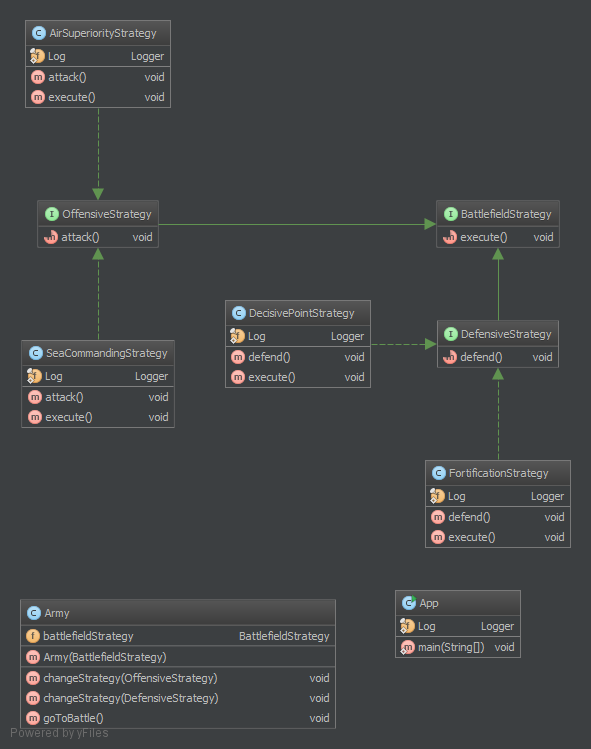 AirSuperiorityStrategy
Log Logger
attack() void
execute() void
OffensiveStrategy
attack() void
BattlefieldStrategy
execute() void
DecisivePointStrategy
Log Logger
defend() void
execute() void
DefensiveStrategy
defend() void
SeaCommandingStrategy
Log Logger
attack() void
execute() void
FortificationStrategy
Log Logger
defend() void
execute() void
Army
battlefieldStrategy BattlefieldStrategy
Army(BattlefieldStrategy)
changeStrategy(OffensiveStrategy) void
changeStrategy(DefensiveStrategy) void
goToBattle() void
App
Log Logger
main(String[]) void
Powered by yFiles